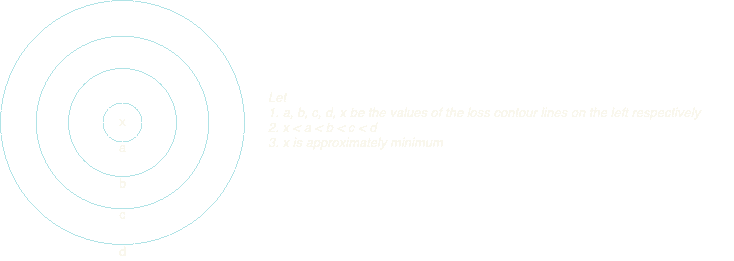 x
a
b
c
d
Let
1. a, b, c, d, x be the values of the loss contour lines on the left respectively
2. x < a < b < c < d
3. x is approximately minimum